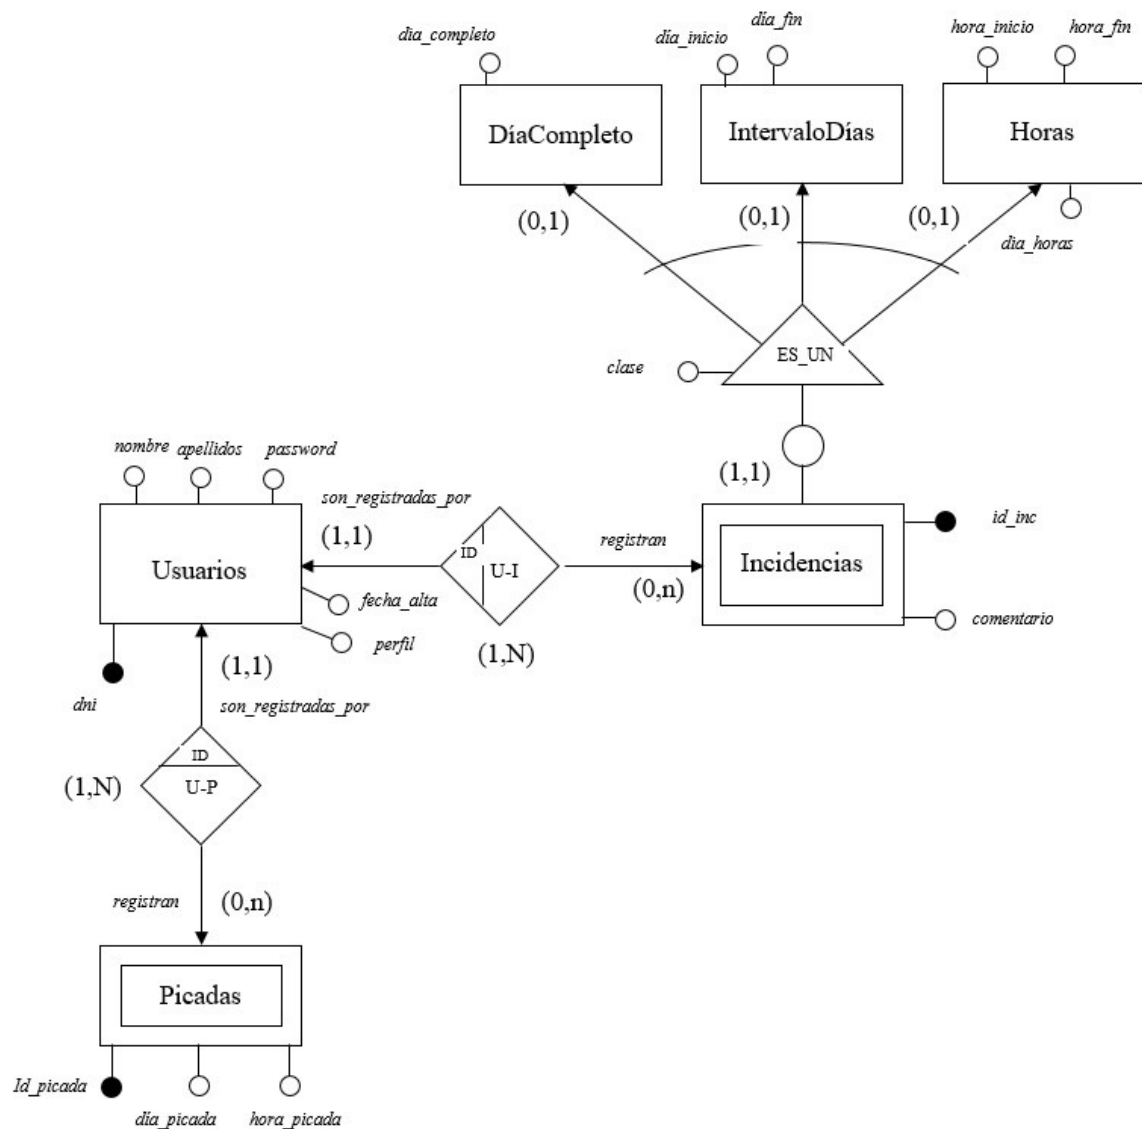 día_completo
día_inicio
día_fin
hora_inicio
hora_fin
DíaCompleto
IntervaloDías
Horas
(0,1)
(0,1)
(0,1)
día_horas
ES_UN
clase
nombre
apellidos
password
son_registradas_por
(1,1)
(1,1)
ID
U-I
registran
id_inc
Usuarios
Incidencias
(0,n)
fecha_alta
comentario
perfil
(1,N)
(1,1)
dni
son_registradas_por
ID
(1,N)
U-P
registran
(0,n)
Picadas
Id_picada
día_picada
hora_picada